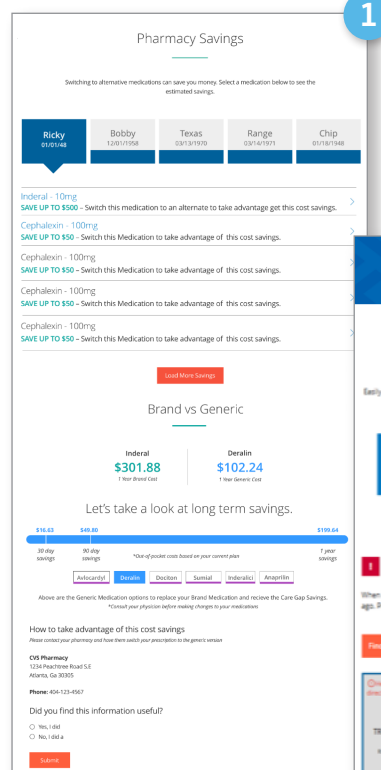 1
Pharmacy Savings
Switching to alternative medications can save you money. Select a medication below to see the
estimated savings.
Ricky
01/01/48
Bobby
12/01/1958
Texas
03/13/1970
Range
03/14/1971
Chip
01/18/1948
Inderal - 10mg
SAVE UP TO $500 – Switch this medication to an alternate to take advantage get this cost savings.
Cephalexin - 100mg
SAVE UP TO $50 – Switch this Medication to take advantage of this cost savings.
Cephalexin - 100mg
SAVE UP TO $50 – Switch this Medication to take advantage of this cost savings.
Cephalexin - 100mg
SAVE UP TO $50 – Switch this Medication to take advantage of this cost savings.
Cephalexin - 100mg
SAVE UP TO $50 – Switch this Medication to take advantage of this cost savings.
Load More Savings
Brand vs Generic
Inderal
$301.88
1 Year Brand Cost
Deralin
$102.24
1 Year Generic Cost
Let's take a look at long term savings.
$16.63 $49.80 $199.64
30 day
savings
90 day
savings
*Out-of-pocket costs based on your current plan
1 year
savings
Avlocardyl Deralin Dociton Sumial Inderalici Anaprilin
Above are the Generic Medication options to replace your Brand Medication and recieve the Care Gap Savings.
*Consult your physician before making changes to your medications
How to take advantage of this cost savings
Please contact your pharmacy and have them switch your prescription to the generic version
CVS Pharmacy
1234 Peachtree Road S.E
Atlanta, Ga 30305
Phone: 404-123-4567
Did you find this information useful?
Yes, I did
No, I did a
Submit
Easily
When
ago.